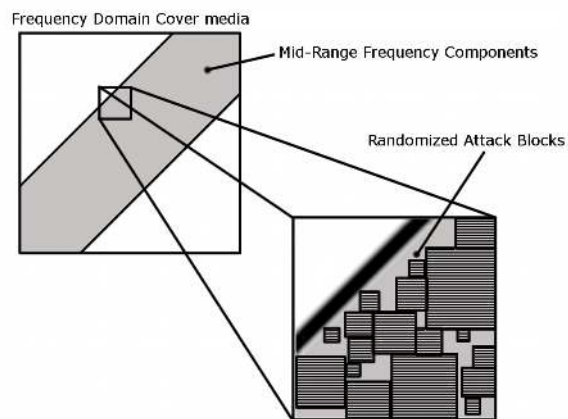 Frequency Domain Cover media
Mid-Range Frequency Components
Randomized Attack Blocks